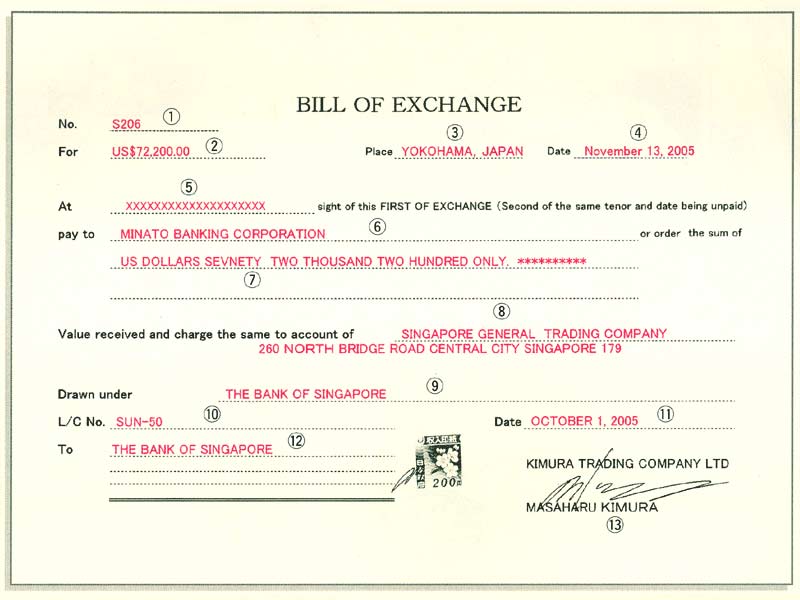 BILL OF EXCHANGE
①
No. S206
For US$72,200.00 ② Place YOKOHAMA, JAPAN ③ Date November 13, 2005 ④
⑤
At XXXXXXXXXXXXXXXXXXXX sight of this FIRST OF EXCHANGE (Second of the same tenor and date being unpaid)
pay to MINATO BANKING CORPORATION ⑥ or order the sum of
US DOLLARS SEVNETY TWO THOUSAND TWO HUNDRED ONLY. **********
⑦
⑧
Value received and charge the same to account of SINGAPORE GENERAL TRADING COMPANY
260 NORTH BRIDGE ROAD CENTRAL CITY SINGAPORE 179
Drawn under THE BANK OF SINGAPORE ⑨
L/C No. SUN-50 ⑩ Date OCTOBER 1, 2005 ⑪
To THE BANK OF SINGAPORE ⑫
収入印紙
200円
KIMURA TRADING COMPANY LTD
MASAHARU KIMURA
⑬